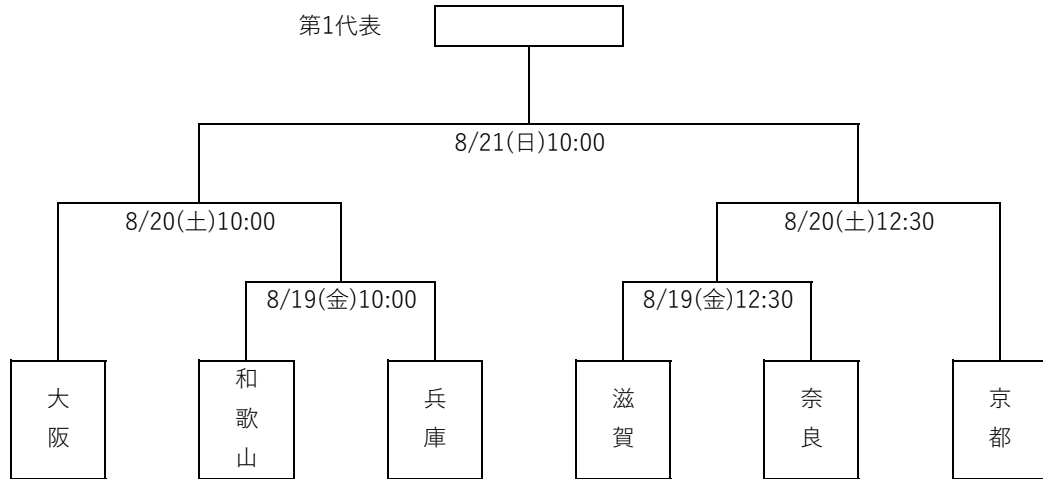 第1代表
8/21(日)10:00
8/20(土)10:00
8/20(土)12:30
8/19(金)10:00
8/19(金)12:30
大阪
和歌山
兵庫
滋賀
奈良
京都